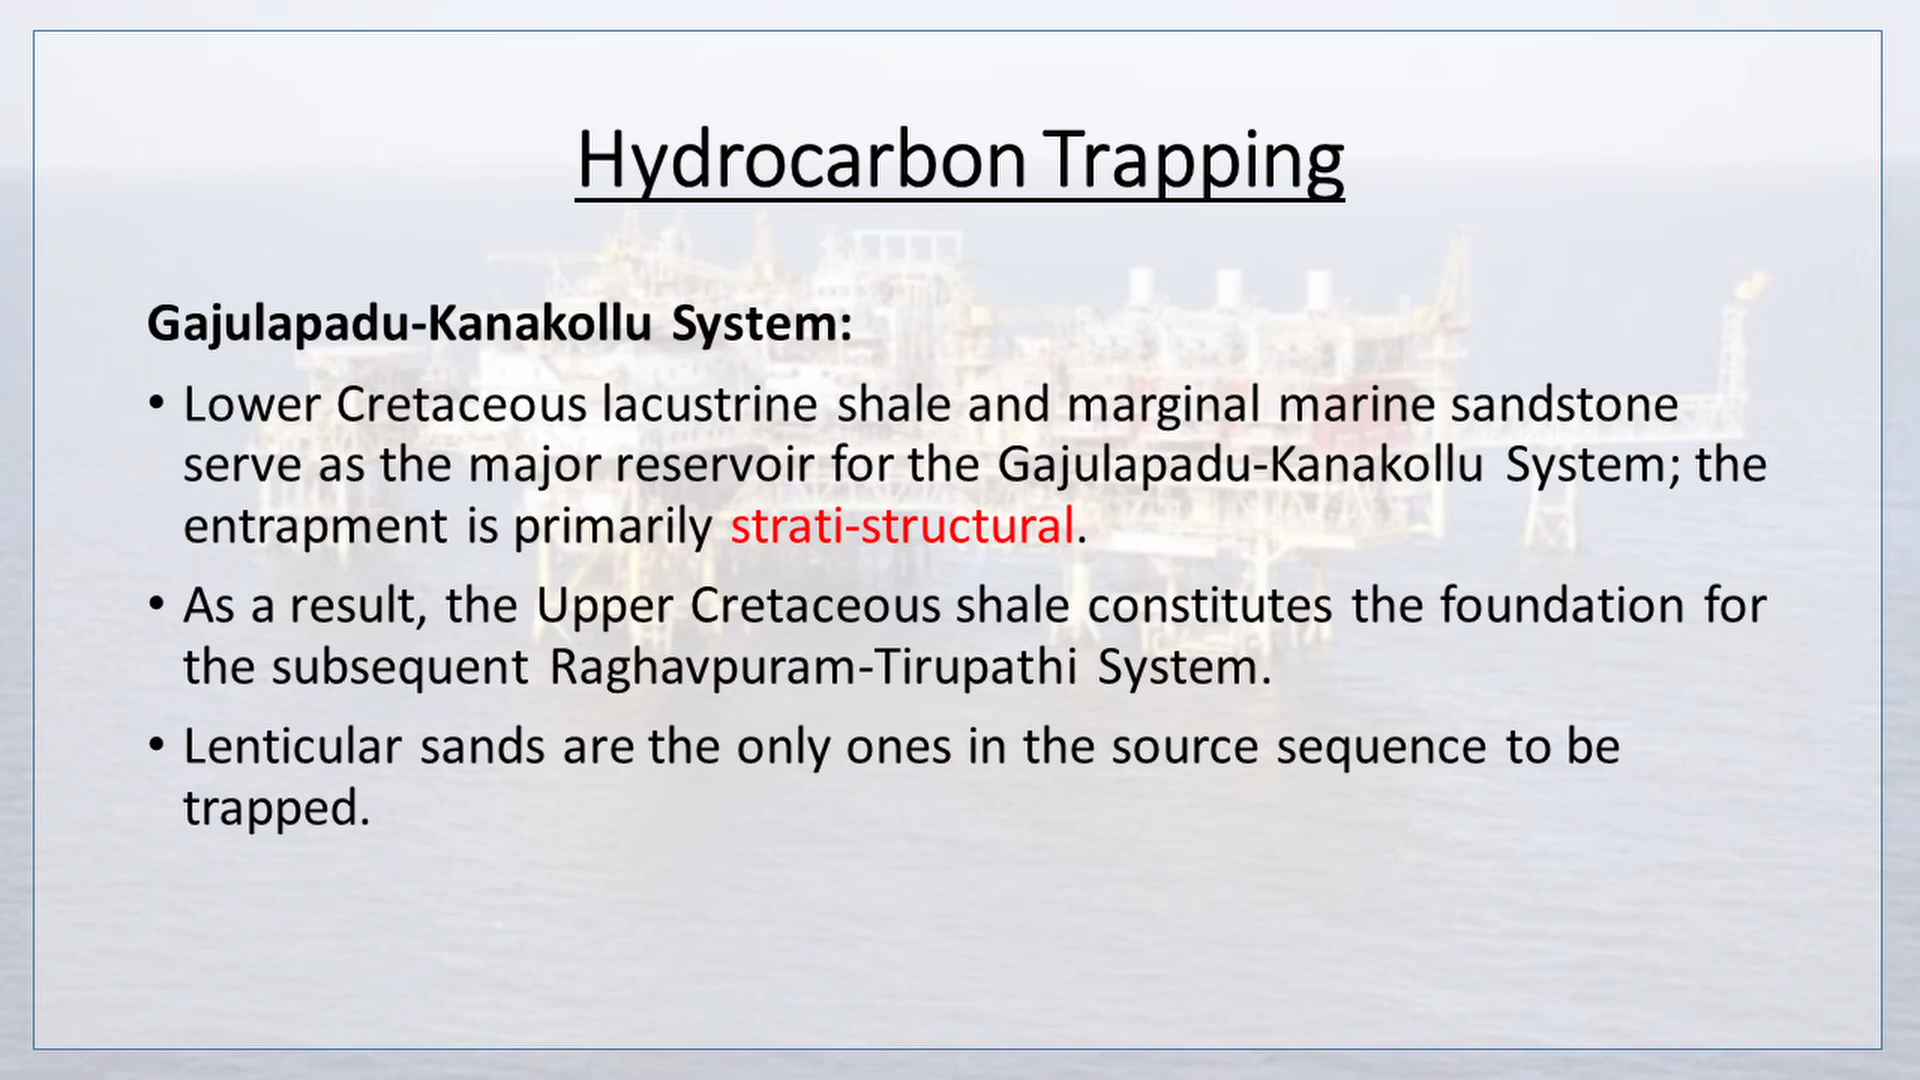 Hydrocarbon Trapping
Gajulapadu-Kanakollu System:
• Lower Cretaceous lacustrine shale and marginal marine sandstone
serve as the major reservoir for the Gajulapadu-Kanakollu System; the
entrapment is primarily strati-structural.
• As a result, the Upper Cretaceous shale constitutes the foundation for
the subsequent Raghavpuram-Tirupathi System.
• Lenticular sands are the only ones in the source sequence to be
trapped.